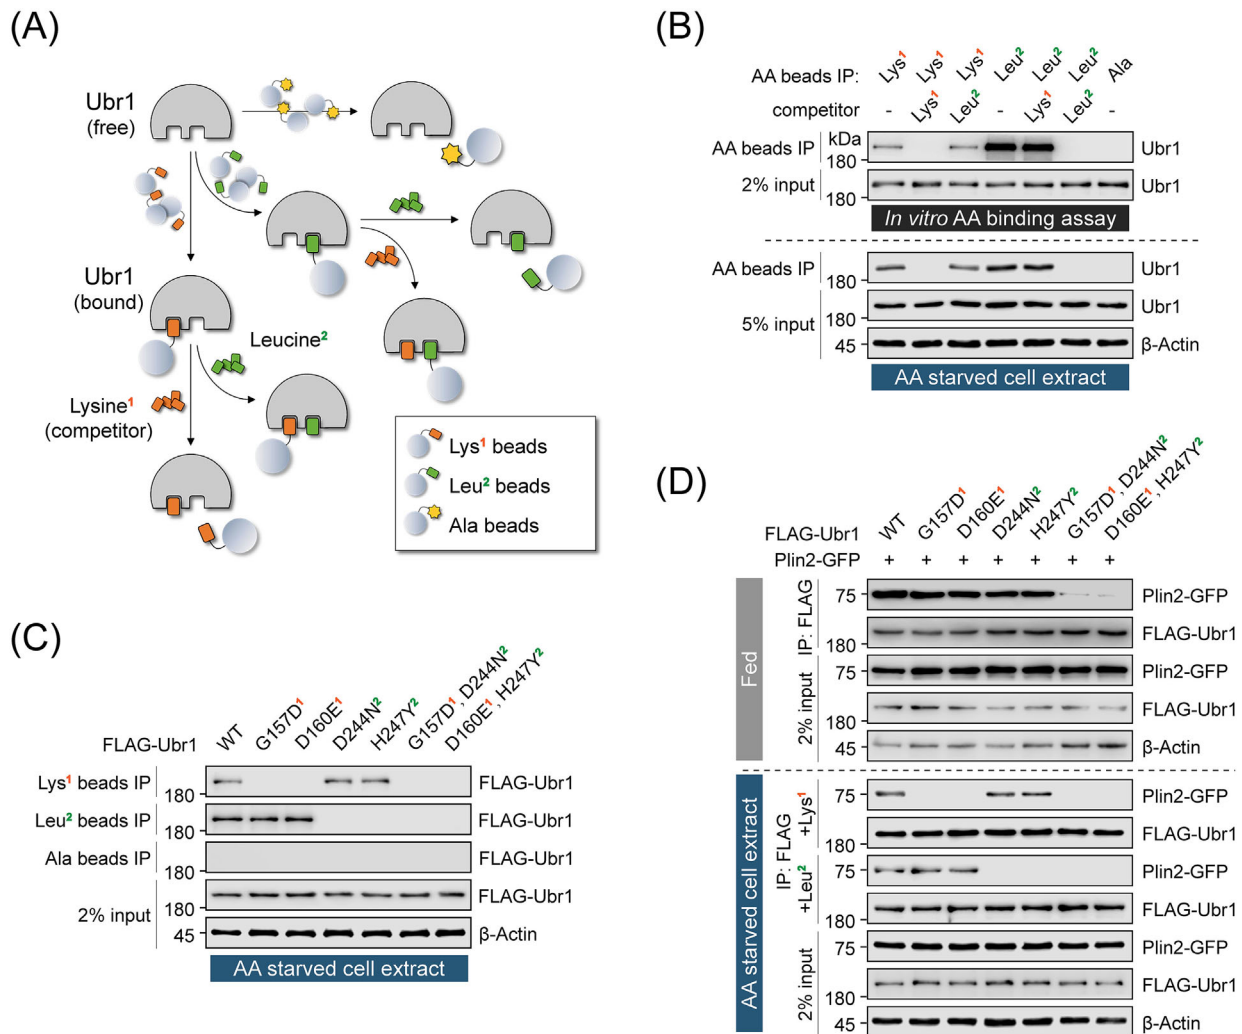 (A)
Ubr1
(free)
Ubr1
(bound)
Leucine²
Lysine¹
(competitor)
Lys¹ beads
Leu² beads
Ala beads
(B)
AA beads IP: Lys¹ Lys¹ Lys¹ Leu² Leu² Leu² Ala
competitor - Lys¹ Leu² - Lys¹ Leu² -
kDa
AA beads IP 180 Ubr1
2% input 180 Ubr1
In vitro AA binding assay
AA beads IP 180 Ubr1
5% input 180 Ubr1
45 β-Actin
AA starved cell extract
(C)
FLAG-Ubr1 WT G157D¹ D160E¹ D244N² H247Y² G157D¹, D244N² D160E¹, H247Y²
Lys¹ beads IP 180 FLAG-Ubr1
Leu² beads IP 180 FLAG-Ubr1
Ala beads IP 180 FLAG-Ubr1
2% input 180 FLAG-Ubr1
45 β-Actin
AA starved cell extract
(D)
FLAG-Ubr1 WT G157D¹ D160E¹ D244N² H247Y² G157D¹, D244N² D160E¹, H247Y²
Plin2-GFP + + + + + + +
Fed
IP: FLAG
75 Plin2-GFP
180 FLAG-Ubr1
2% input
75 Plin2-GFP
180 FLAG-Ubr1
45 β-Actin
AA starved cell extract
IP: FLAG
+Lys¹
75 Plin2-GFP
180 FLAG-Ubr1
+Leu²
75 Plin2-GFP
180 FLAG-Ubr1
2% input
75 Plin2-GFP
180 FLAG-Ubr1
45 β-Actin